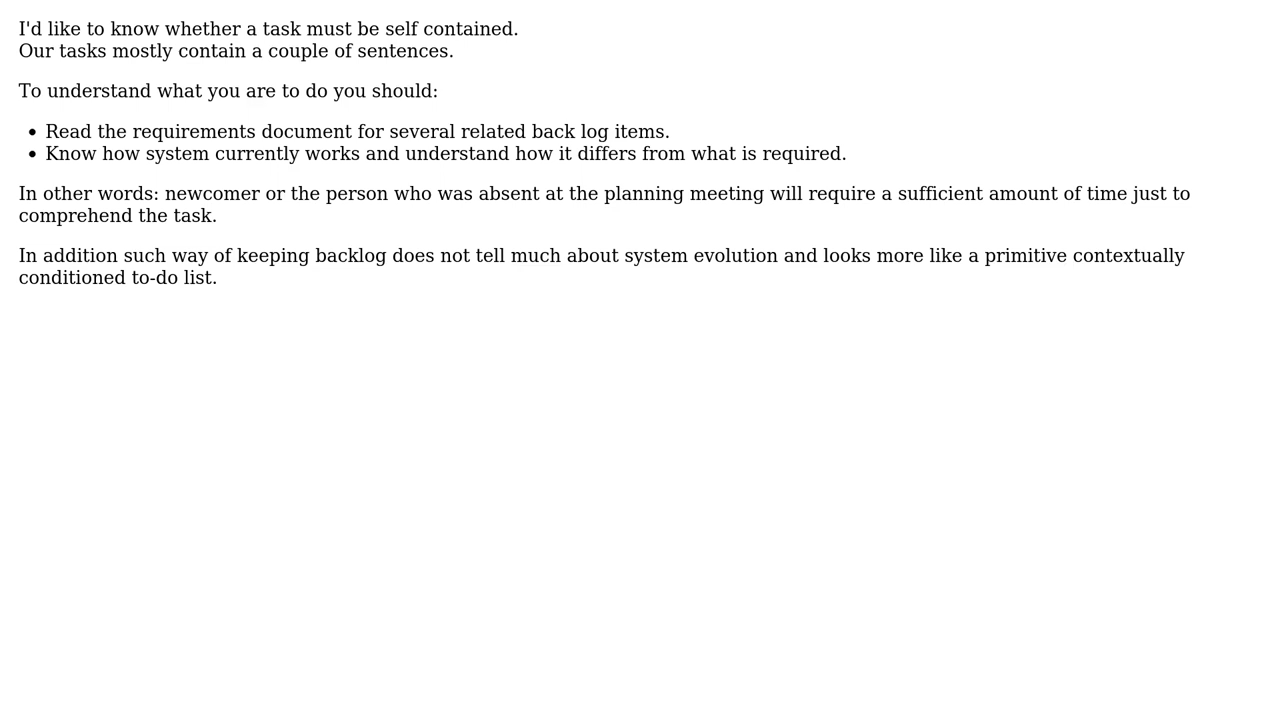 I'd like to know whether a task must be self contained.
Our tasks mostly contain a couple of sentences.
To understand what you are to do you should:
• Read the requirements document for several related back log items.
• Know how system currently works and understand how it differs from what is required.
In other words: newcomer or the person who was absent at the planning meeting will require a sufficient amount of time just to
comprehend the task.
In addition such way of keeping backlog does not tell much about system evolution and looks more like a primitive contextually
conditioned to-do list.